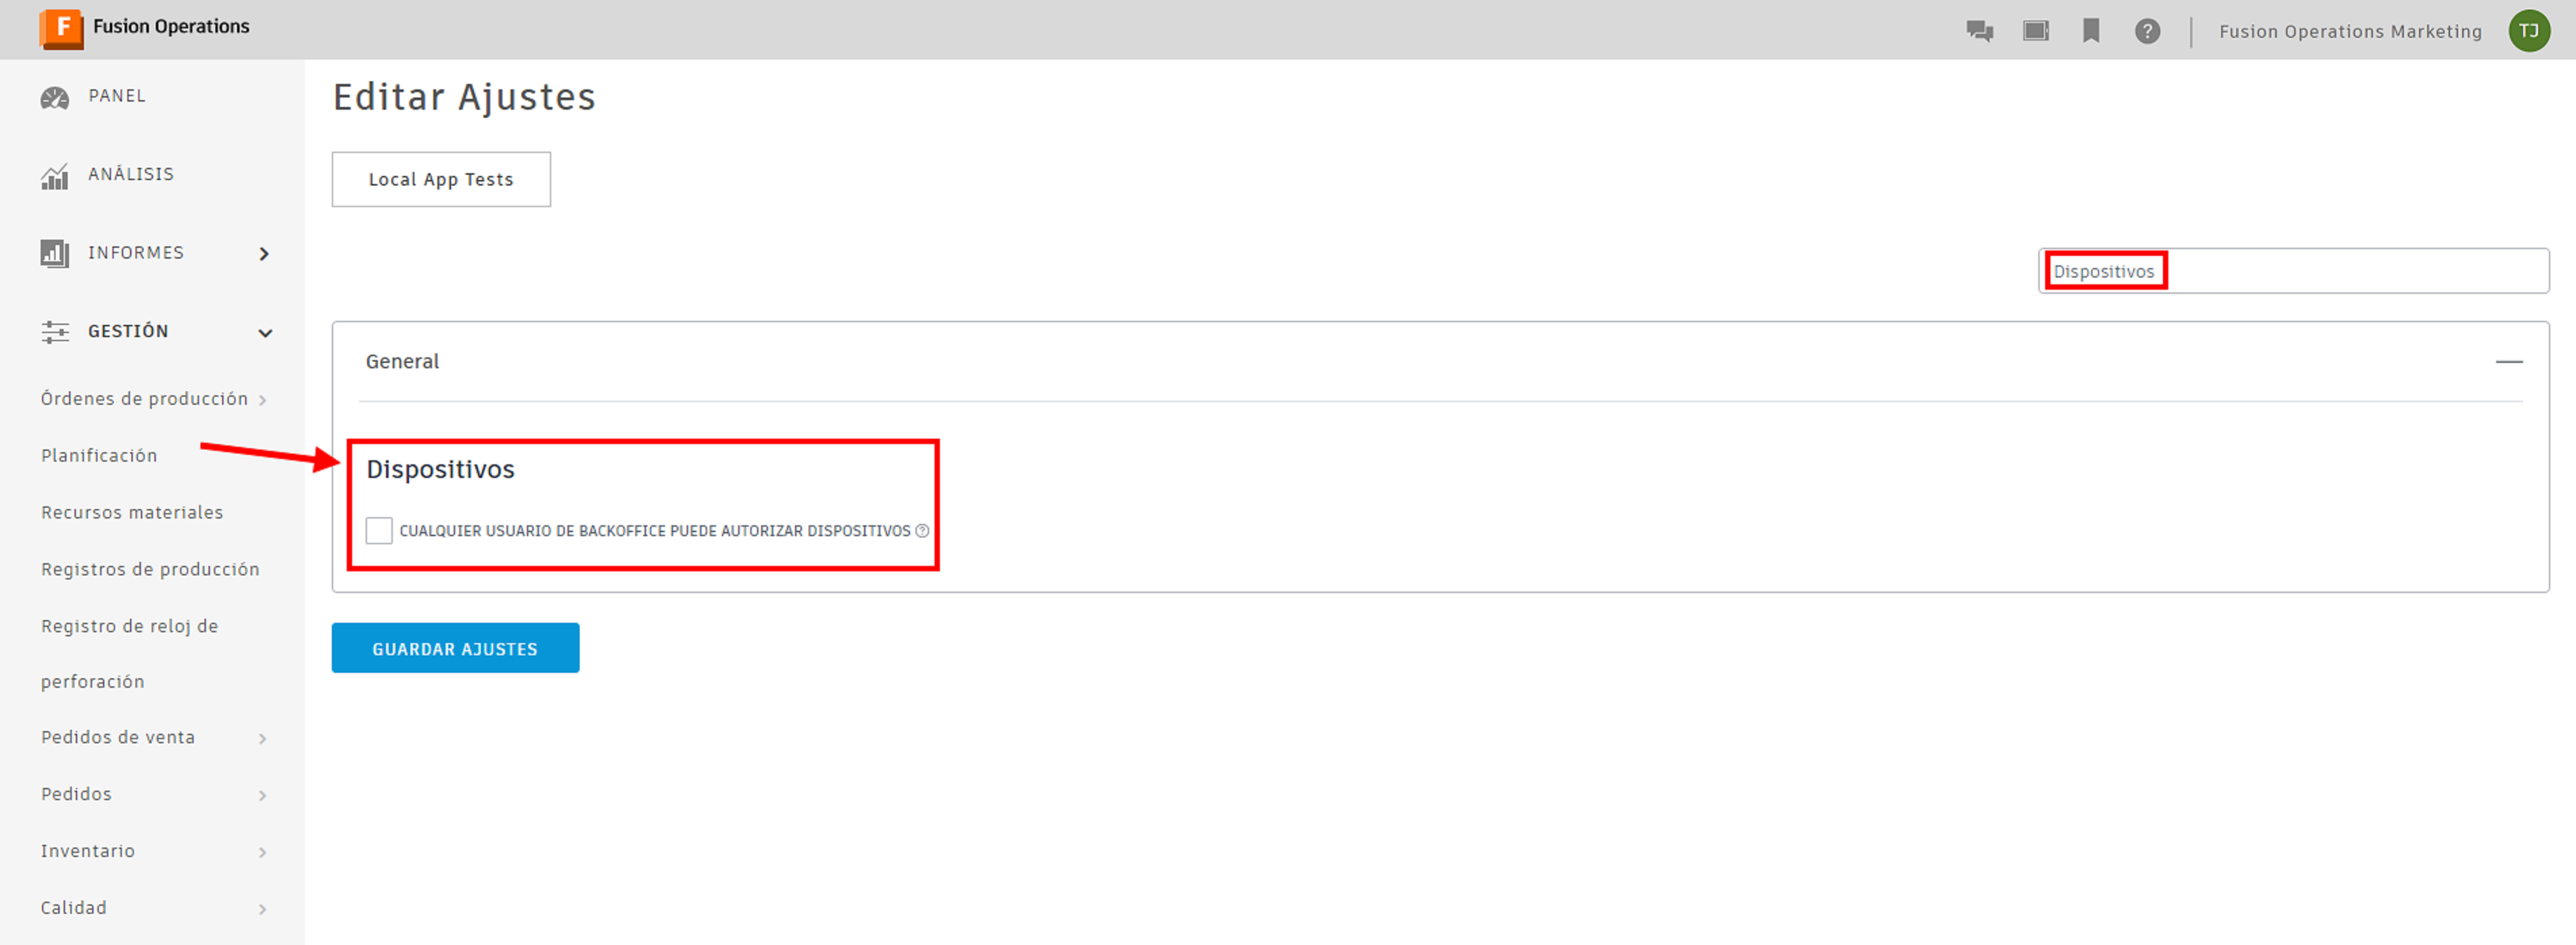 F Fusion Operations
? Fusion Operations Marketing TJ
PANEL
ANÁLISIS
INFORMES
GESTIÓN
Órdenes de producción
Planificación
Recursos materiales
Registros de producción
Registro de reloj de
perforación
Pedidos de venta
Pedidos
Inventario
Calidad
Editar Ajustes
Local App Tests
Dispositivos
General
Dispositivos
CUALQUIER USUARIO DE BACKOFFICE PUEDE AUTORIZAR DISPOSITIVOS ?
GUARDAR AJUSTES